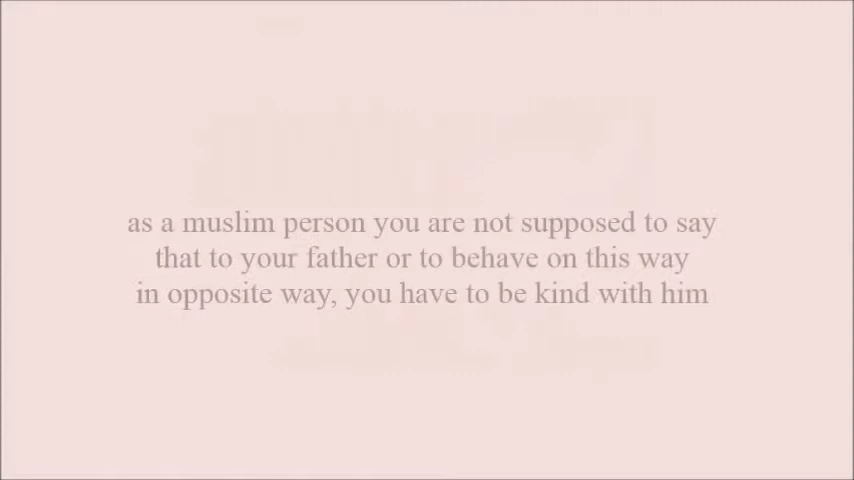 as a muslim person you are not supposed to say
that to your father or to behave on this way
in opposite way, you have to be kind with him